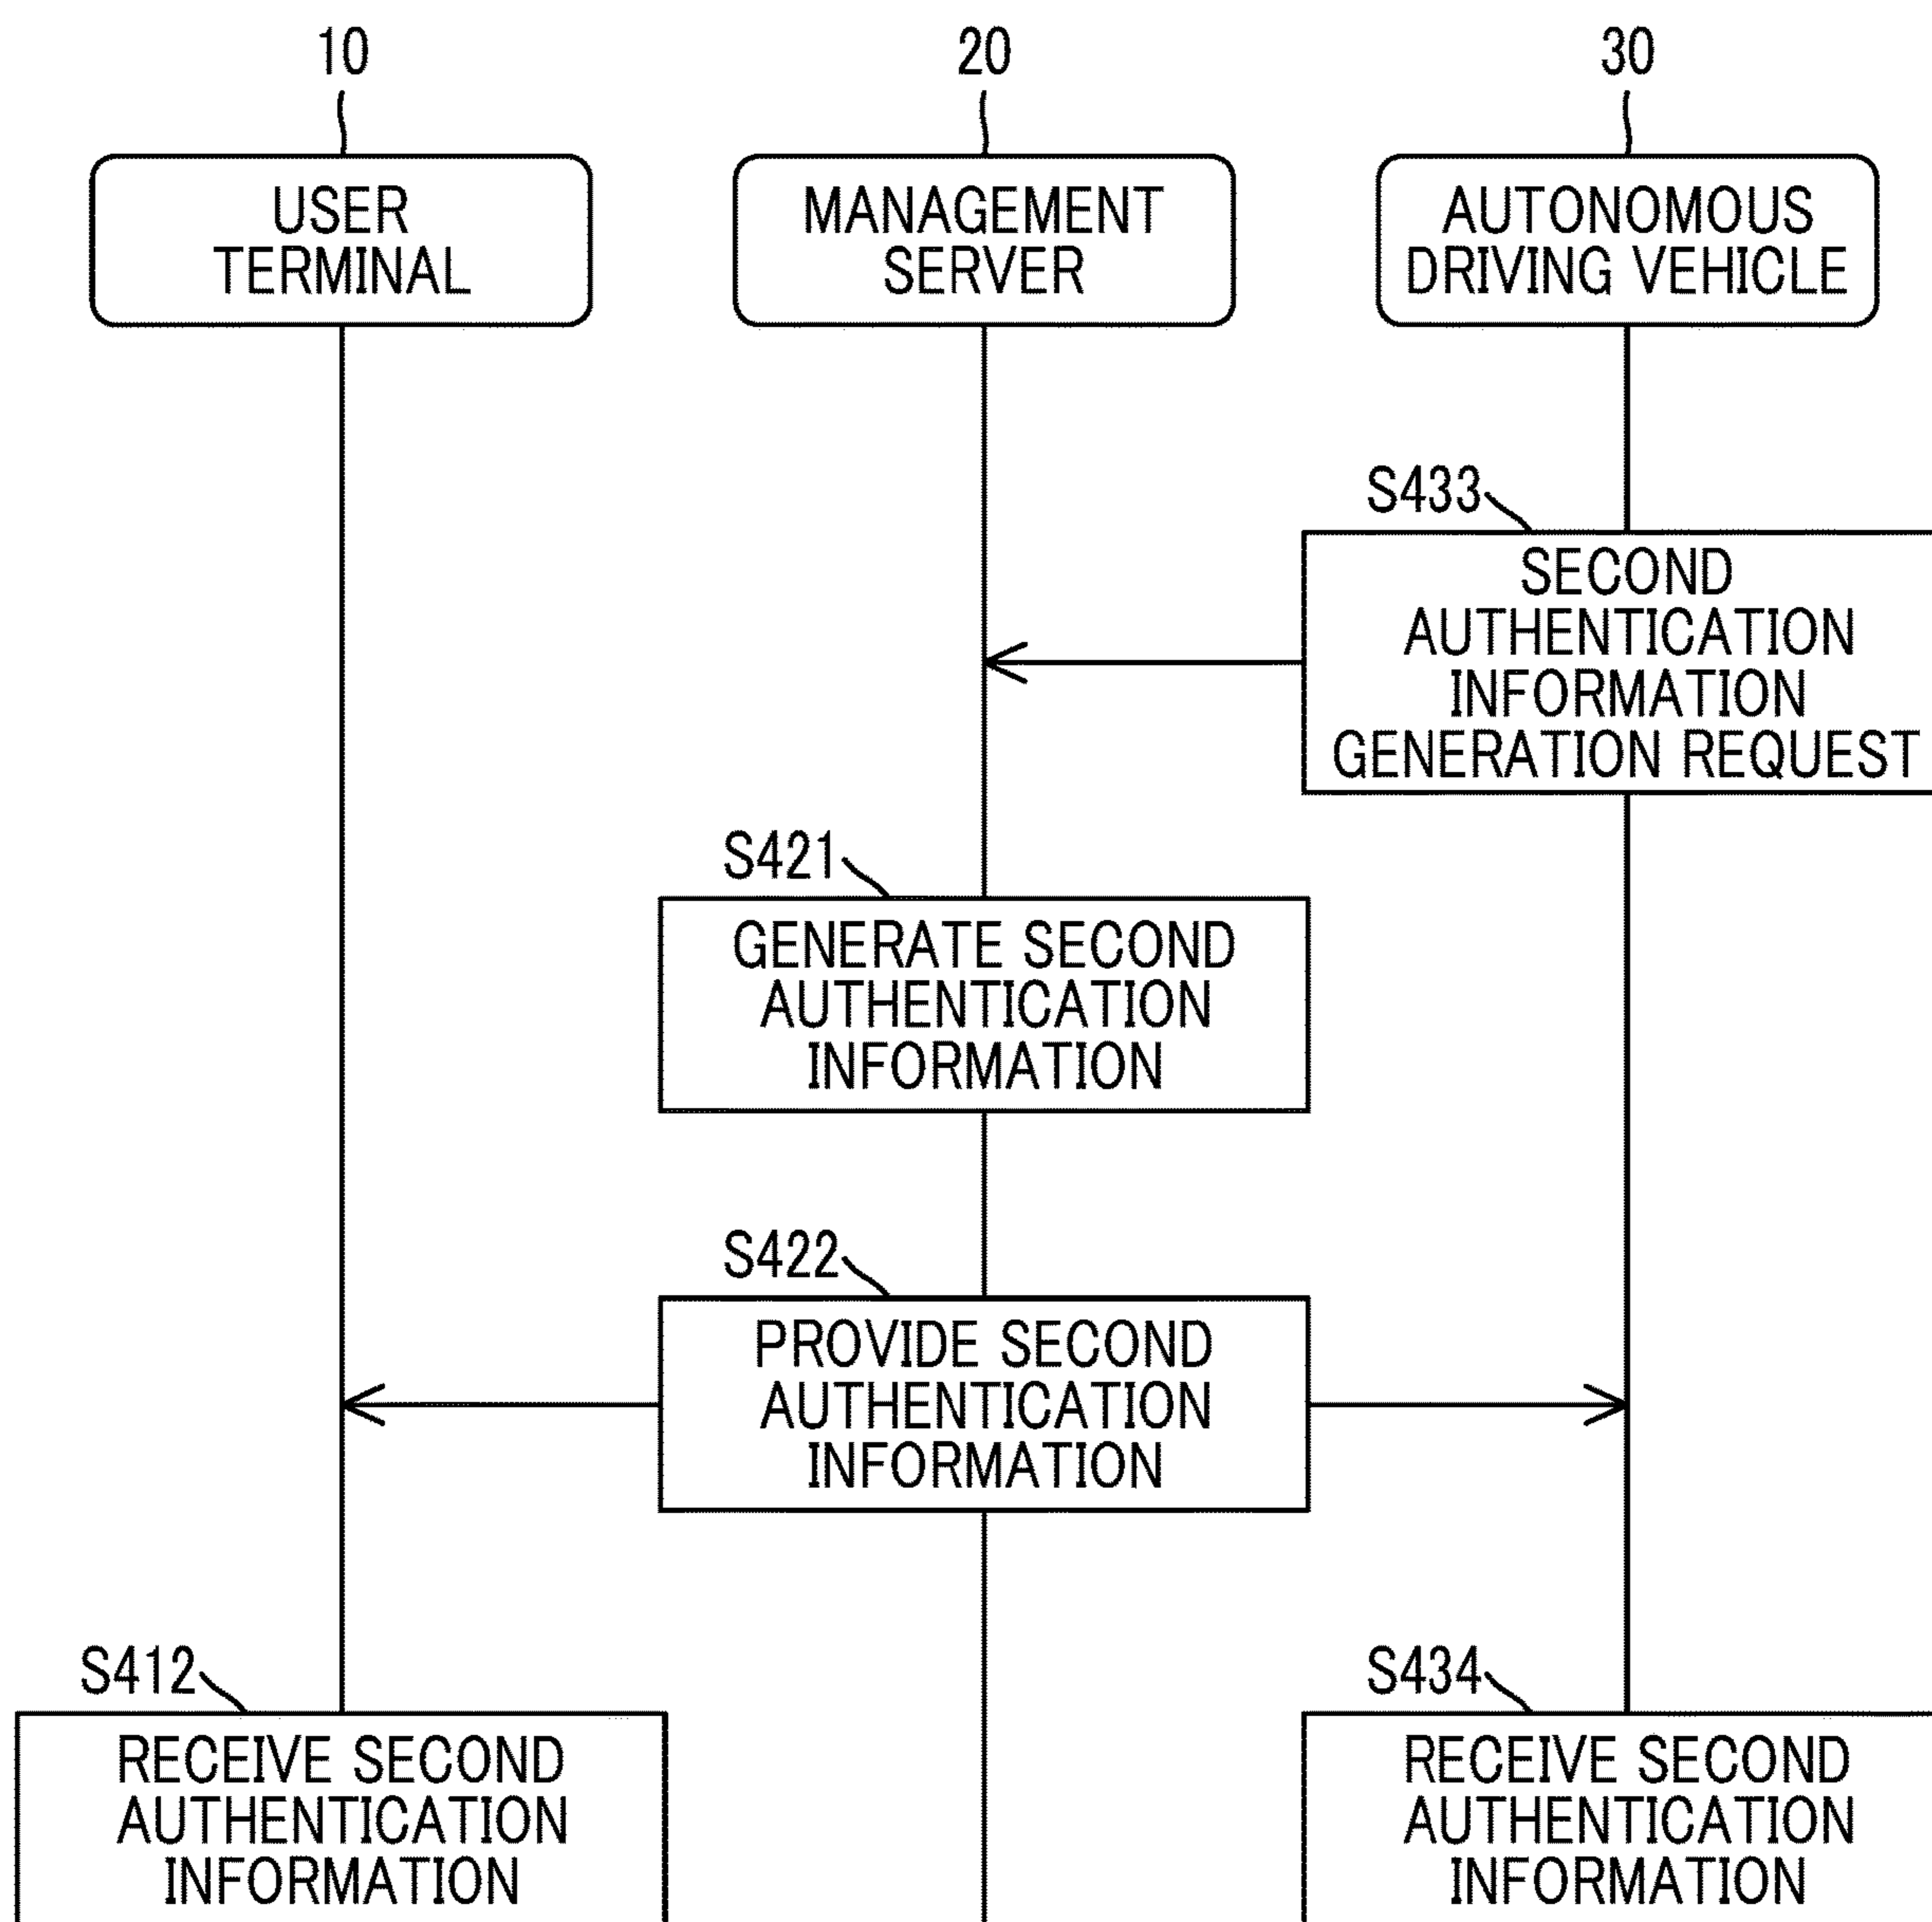 10
20
30
USER
TERMINAL
MANAGEMENT
SERVER
AUTONOMOUS
DRIVING VEHICLE
S433
SECOND
AUTHENTICATION
INFORMATION
GENERATION REQUEST
S421
GENERATE SECOND
AUTHENTICATION
INFORMATION
S422
PROVIDE SECOND
AUTHENTICATION
INFORMATION
S412
RECEIVE SECOND
AUTHENTICATION
INFORMATION
S434
RECEIVE SECOND
AUTHENTICATION
INFORMATION